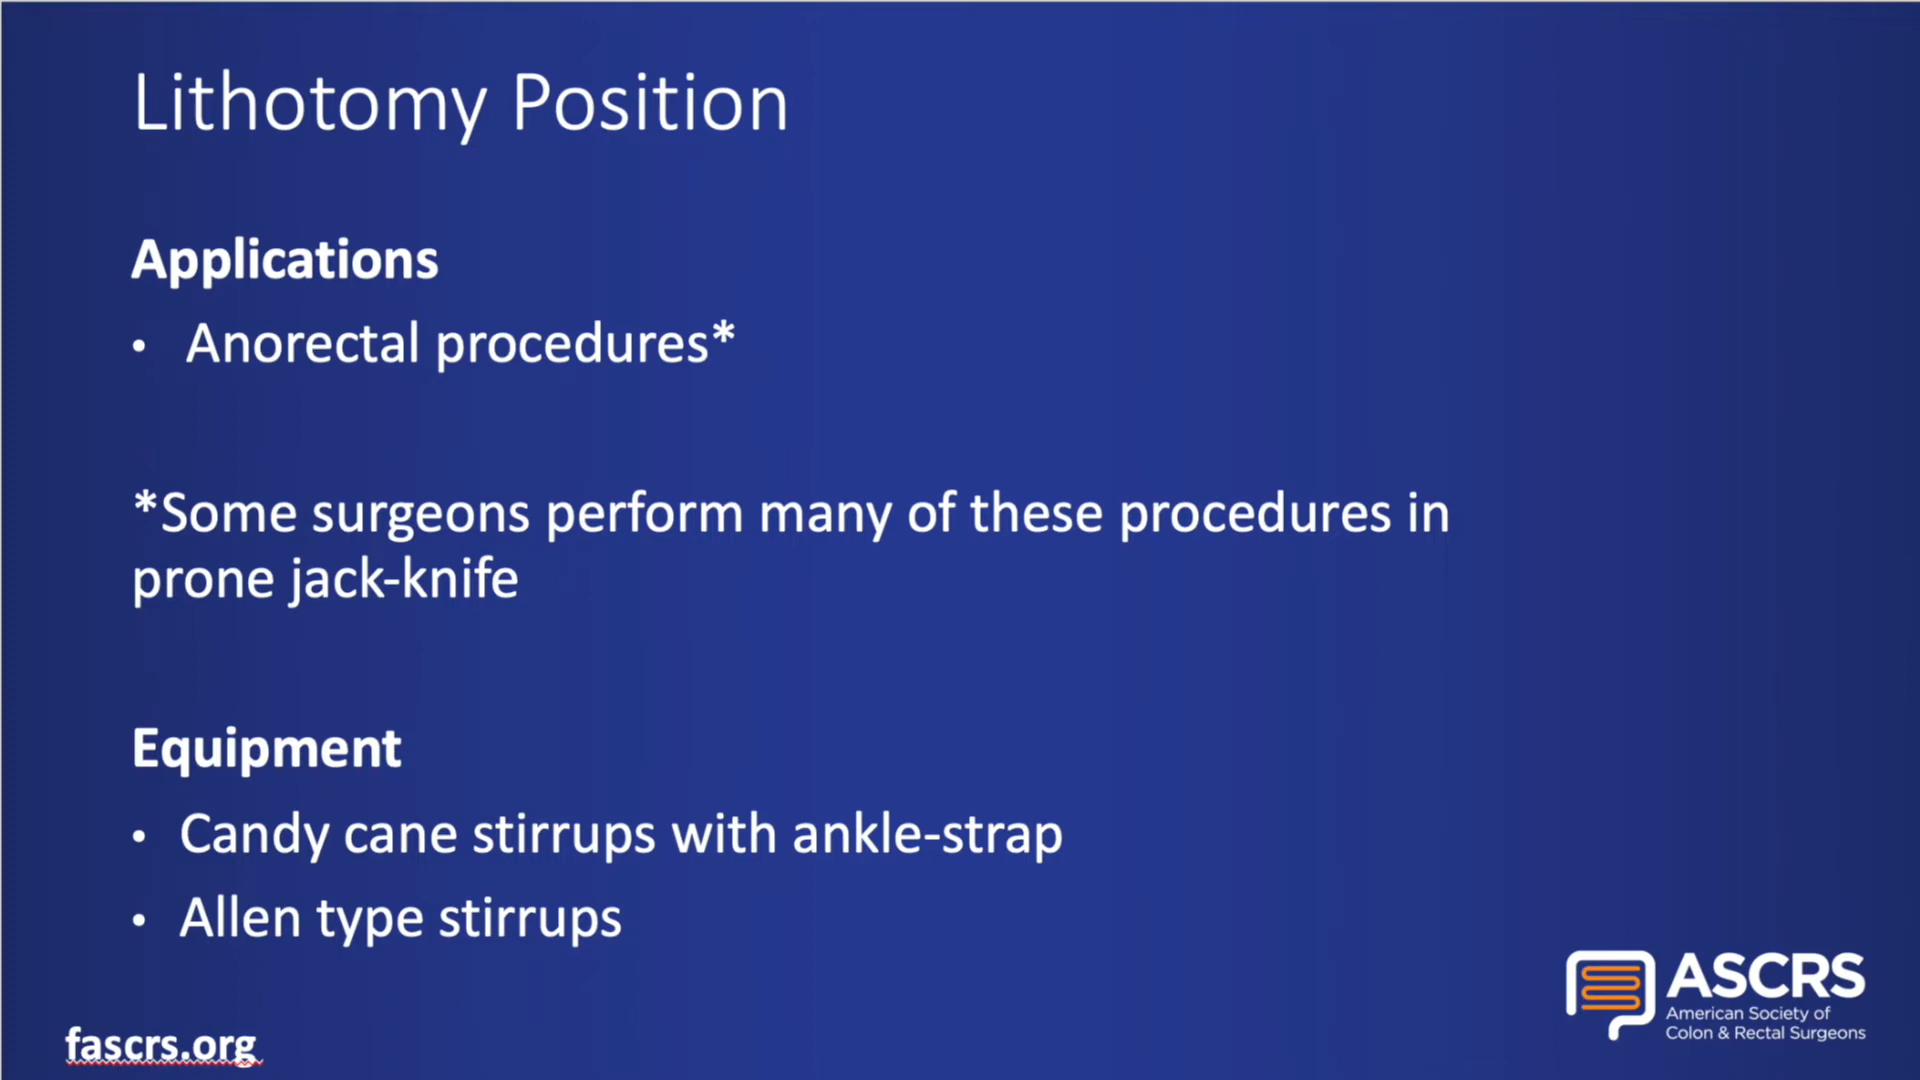 Lithotomy Position
Applications
• Anorectal procedures*
*Some surgeons perform many of these procedures in
prone jack-knife
Equipment
• Candy cane stirrups with ankle-strap
• Allen type stirrups
ASCRS
American Society of
Colon & Rectal Surgeons
fascrs.org